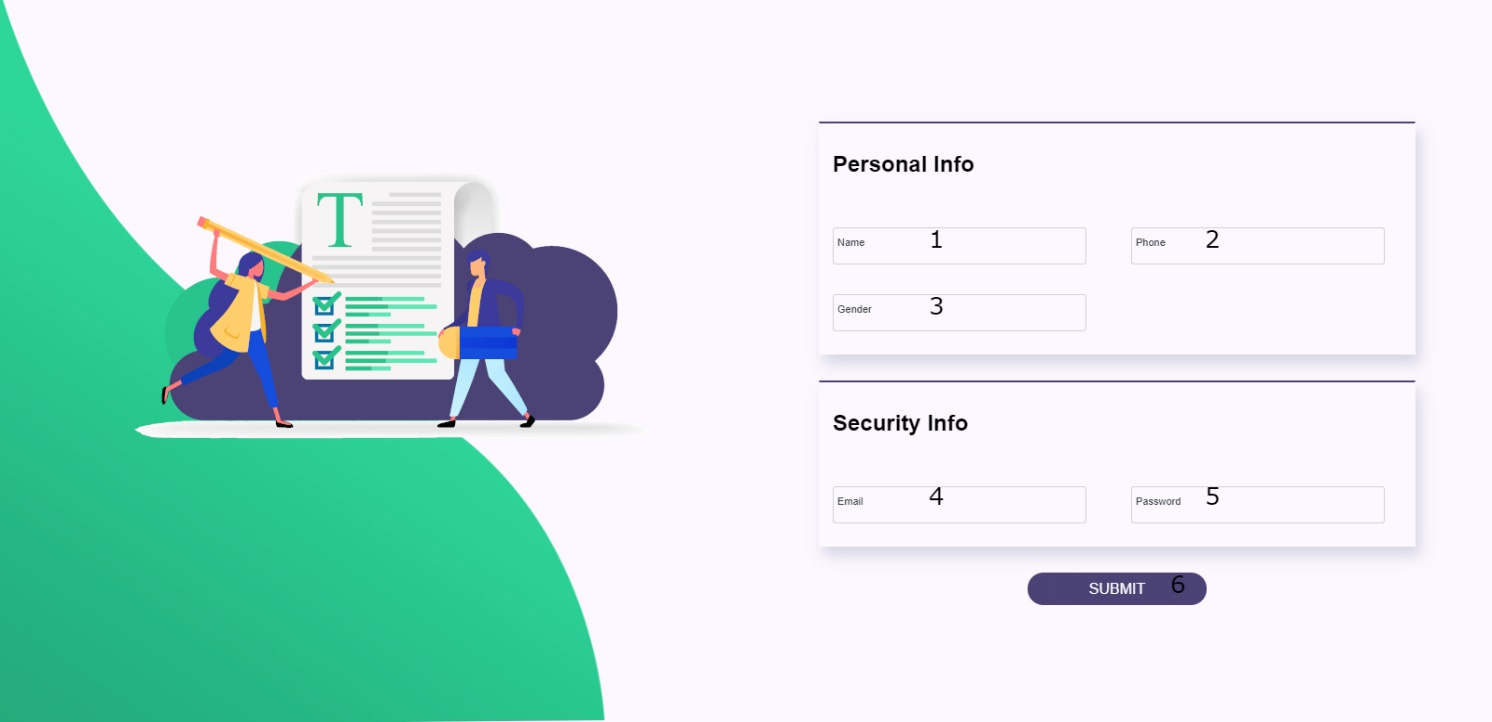 T
Personal Info
Name 1 Phone 2
Gender 3
Security Info
Email 4 Password 5
SUBMIT 6